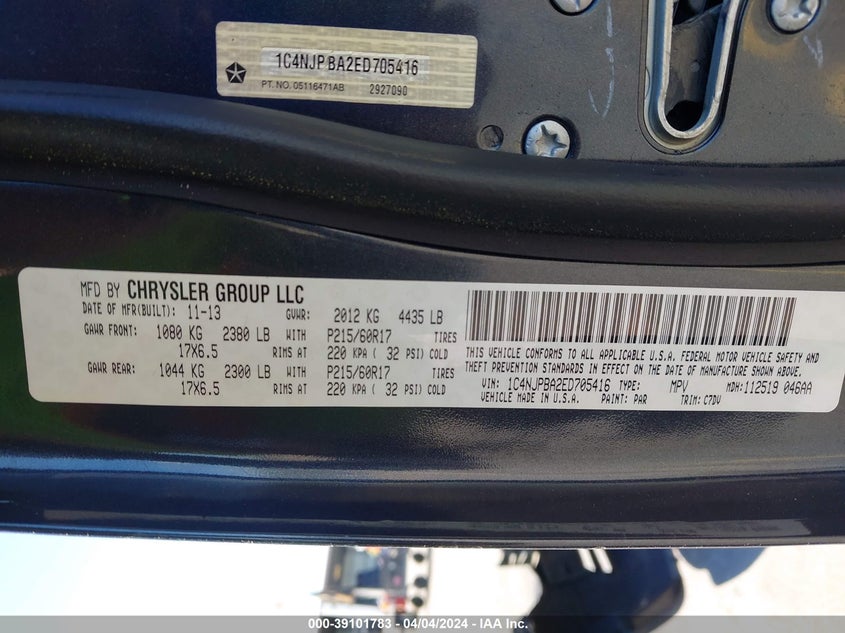 1C4NJPBA2ED705416
PT. NO. 05116471AB 2927090
MFD BY CHRYSLER GROUP LLC
DATE OF MFR(BUILT): 11-13 GVWR: 2012 KG 4435 LB
GAWR FRONT: 1080 KG 2380 LB WITH P215/60R17 TIRES
17X6.5 RIMS AT 220 KPA ( 32 PSI) COLD
GAWR REAR: 1044 KG 2300 LB WITH P215/60R17 TIRES
17X6.5 RIMS AT 220 KPA ( 32 PSI) COLD
THIS VEHICLE CONFORMS TO ALL APPLICABLE U.S.A. FEDERAL MOTOR VEHICLE SAFETY AND
THEFT PREVENTION STANDARDS IN EFFECT ON THE DATE OF MANUFACTURE SHOWN ABOVE.
VIN: 1C4NJPBA2ED705416 TYPE: MPV MDH: 112519 046AA
VEHICLE MADE IN U.S.A. PAINT: PAR TRIM: C7DV
000-39101783 - 04/04/2024 - IAA Inc.